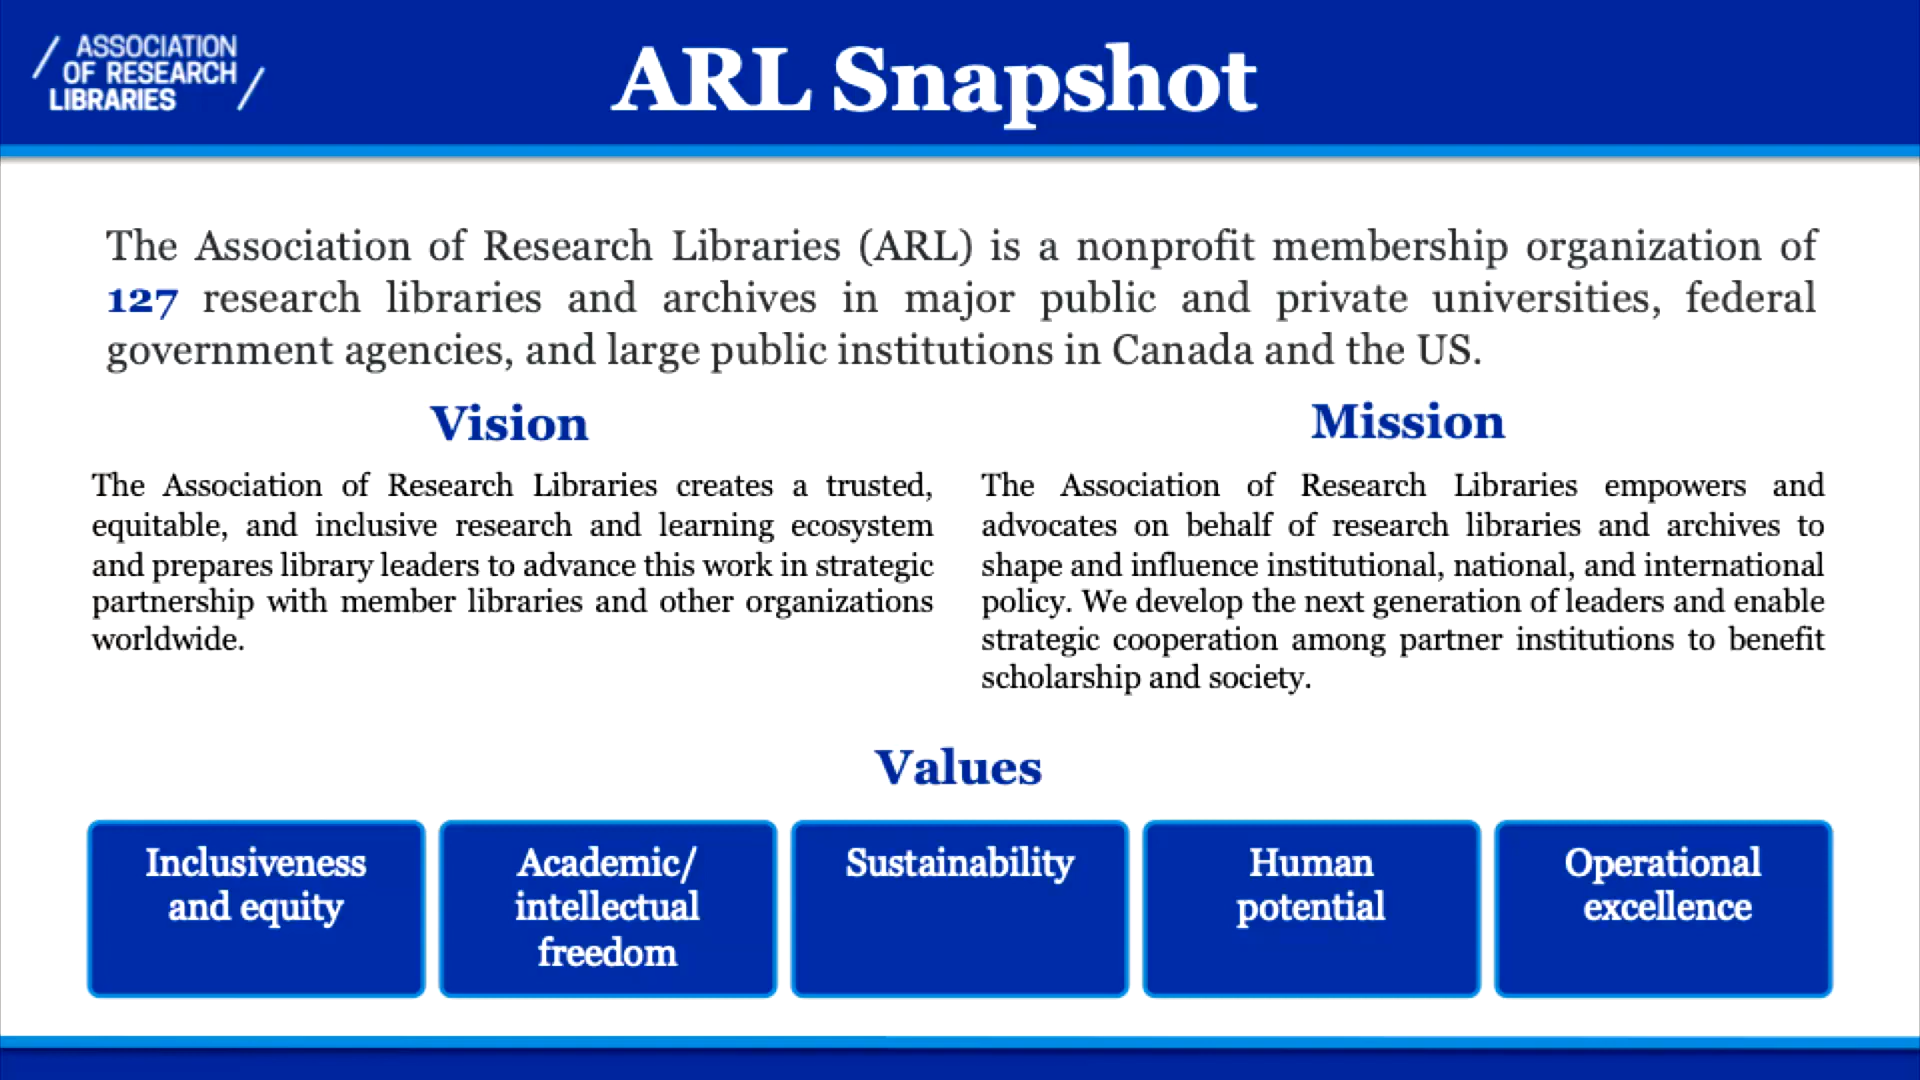 ASSOCIATION
OF RESEARCH
LIBRARIES
ARL Snapshot
The Association of Research Libraries (ARL) is a nonprofit membership organization of
127 research libraries and archives in major public and private universities, federal
government agencies, and large public institutions in Canada and the US.
Vision
The Association of Research Libraries creates a trusted,
equitable, and inclusive research and learning ecosystem
and prepares library leaders to advance this work in strategic
partnership with member libraries and other organizations
worldwide.
Mission
The Association of Research Libraries empowers and
advocates on behalf of research libraries and archives to
shape and influence institutional, national, and international
policy. We develop the next generation of leaders and enable
strategic cooperation among partner institutions to benefit
scholarship and society.
Values
Inclusiveness
and equity
Academic/
intellectual
freedom
Sustainability
Human
potential
Operational
excellence